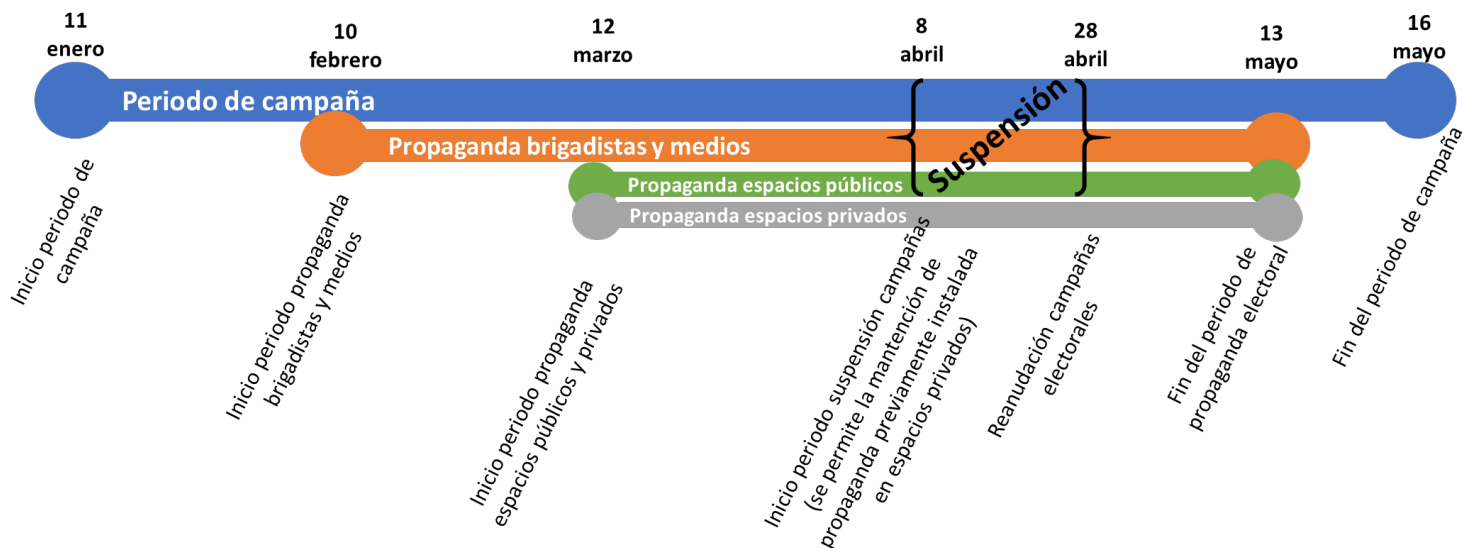 11
enero
10
febrero
12
marzo
8
abril
28
abril
13
mayo
16
mayo
Periodo de campaña
Propaganda brigadistas y medios
Propaganda espacios públicos
Propaganda espacios privados
Suspensión
Inicio periodo de
campaña
Inicio periodo propaganda
brigadistas y medios
Inicio periodo propaganda
espacios públicos y privados
Inicio periodo suspensión campañas
(se permite la mantención de
propaganda previamente instalada
en espacios privados)
Reanudación campañas
electorales
Fin del periodo de
propaganda electoral
Fin del periodo de campaña